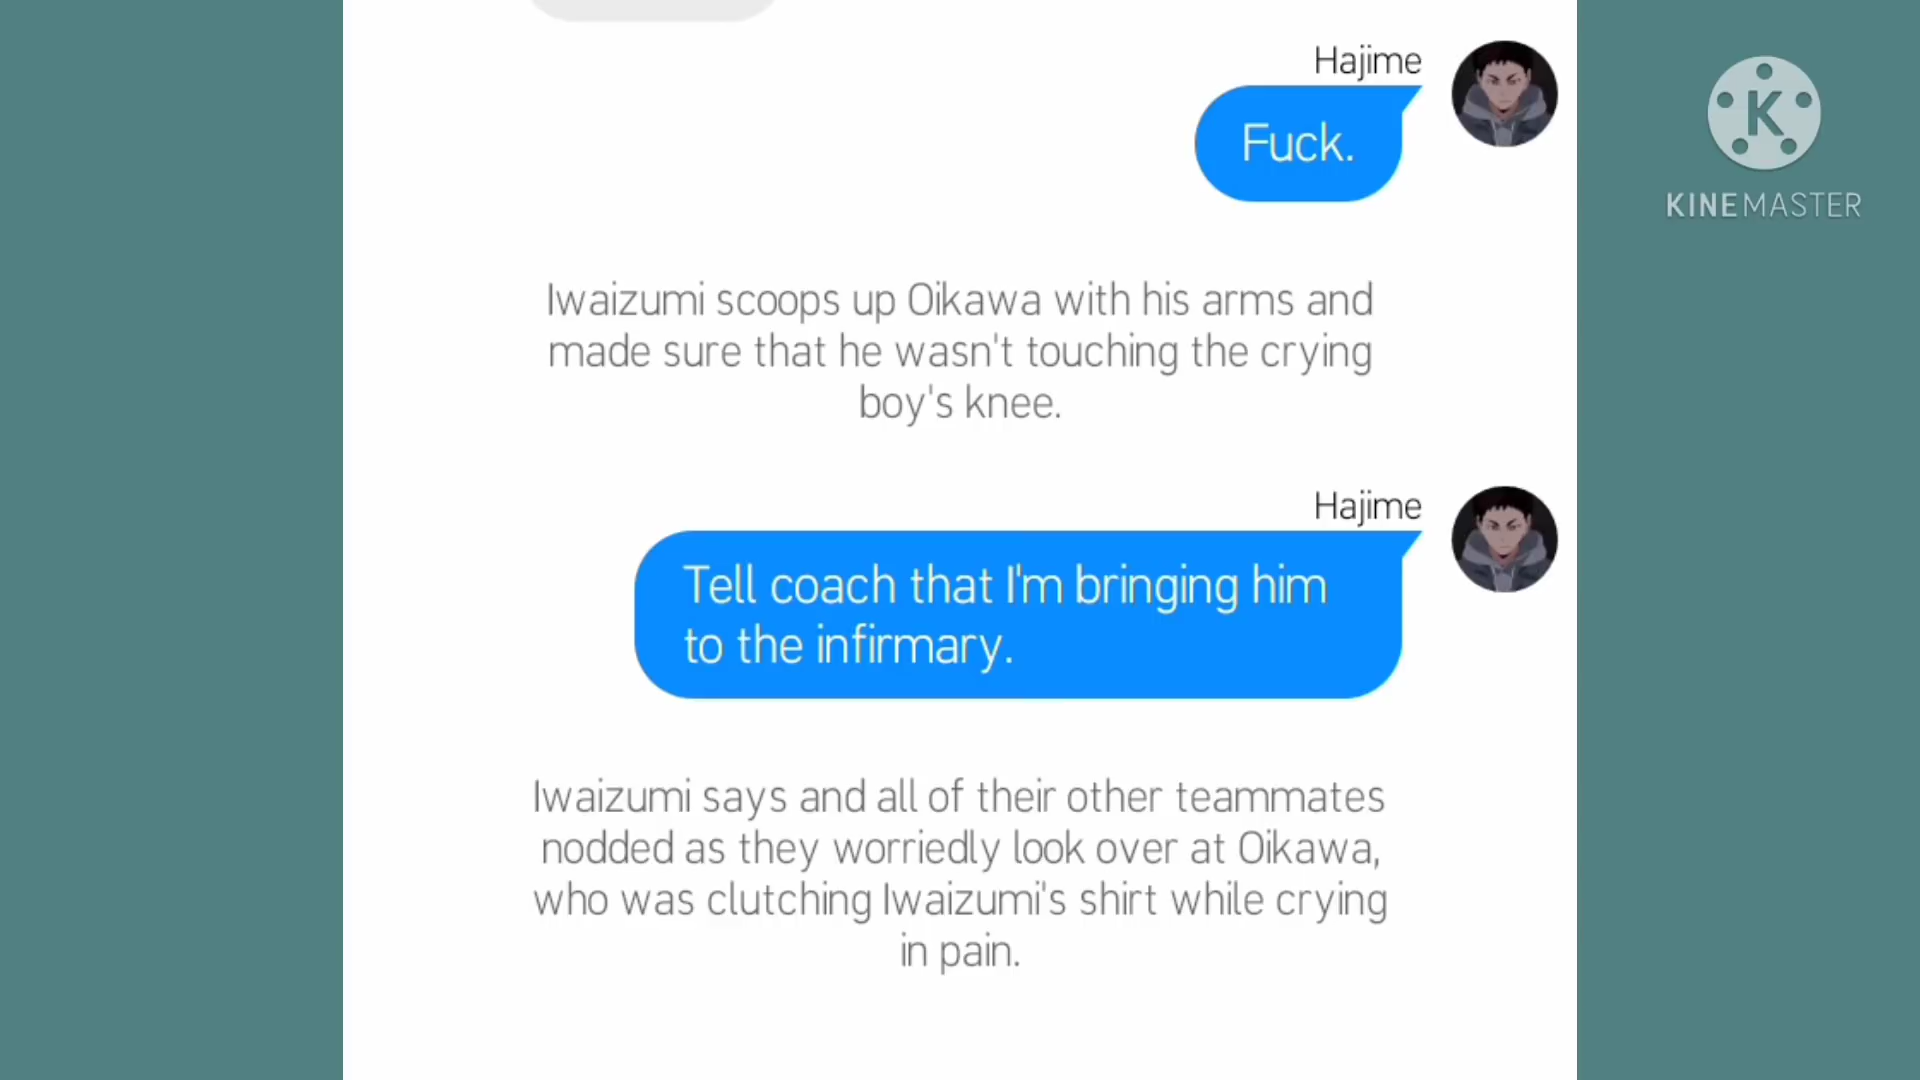 Hajime
Fuck.
Iwaizumi scoops up Oikawa with his arms and
made sure that he wasn't touching the crying
boy's knee.
Hajime
Tell coach that I'm bringing him
to the infirmary.
Iwaizumi says and all of their other teammates
nodded as they worriedly look over at Oikawa,
who was clutching Iwaizumi's shirt while crying
in pain.
K
KINEMASTER